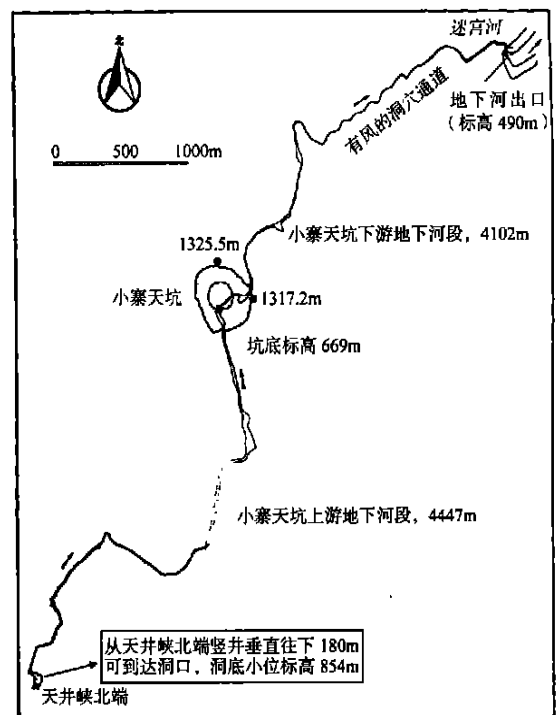 迷宫河
北
地下河出口
(标高 490m)
有风的洞穴通道
0 500 1000m
小寨天坑下游地下河段，4102m
1325.5m
小寨天坑
1317.2m
坑底标高 669m
小寨天坑上游地下河段，4447m
从天井峡北端竖井垂直往下 180m
可到达洞口，洞底小位标高 854m
天井峡北端